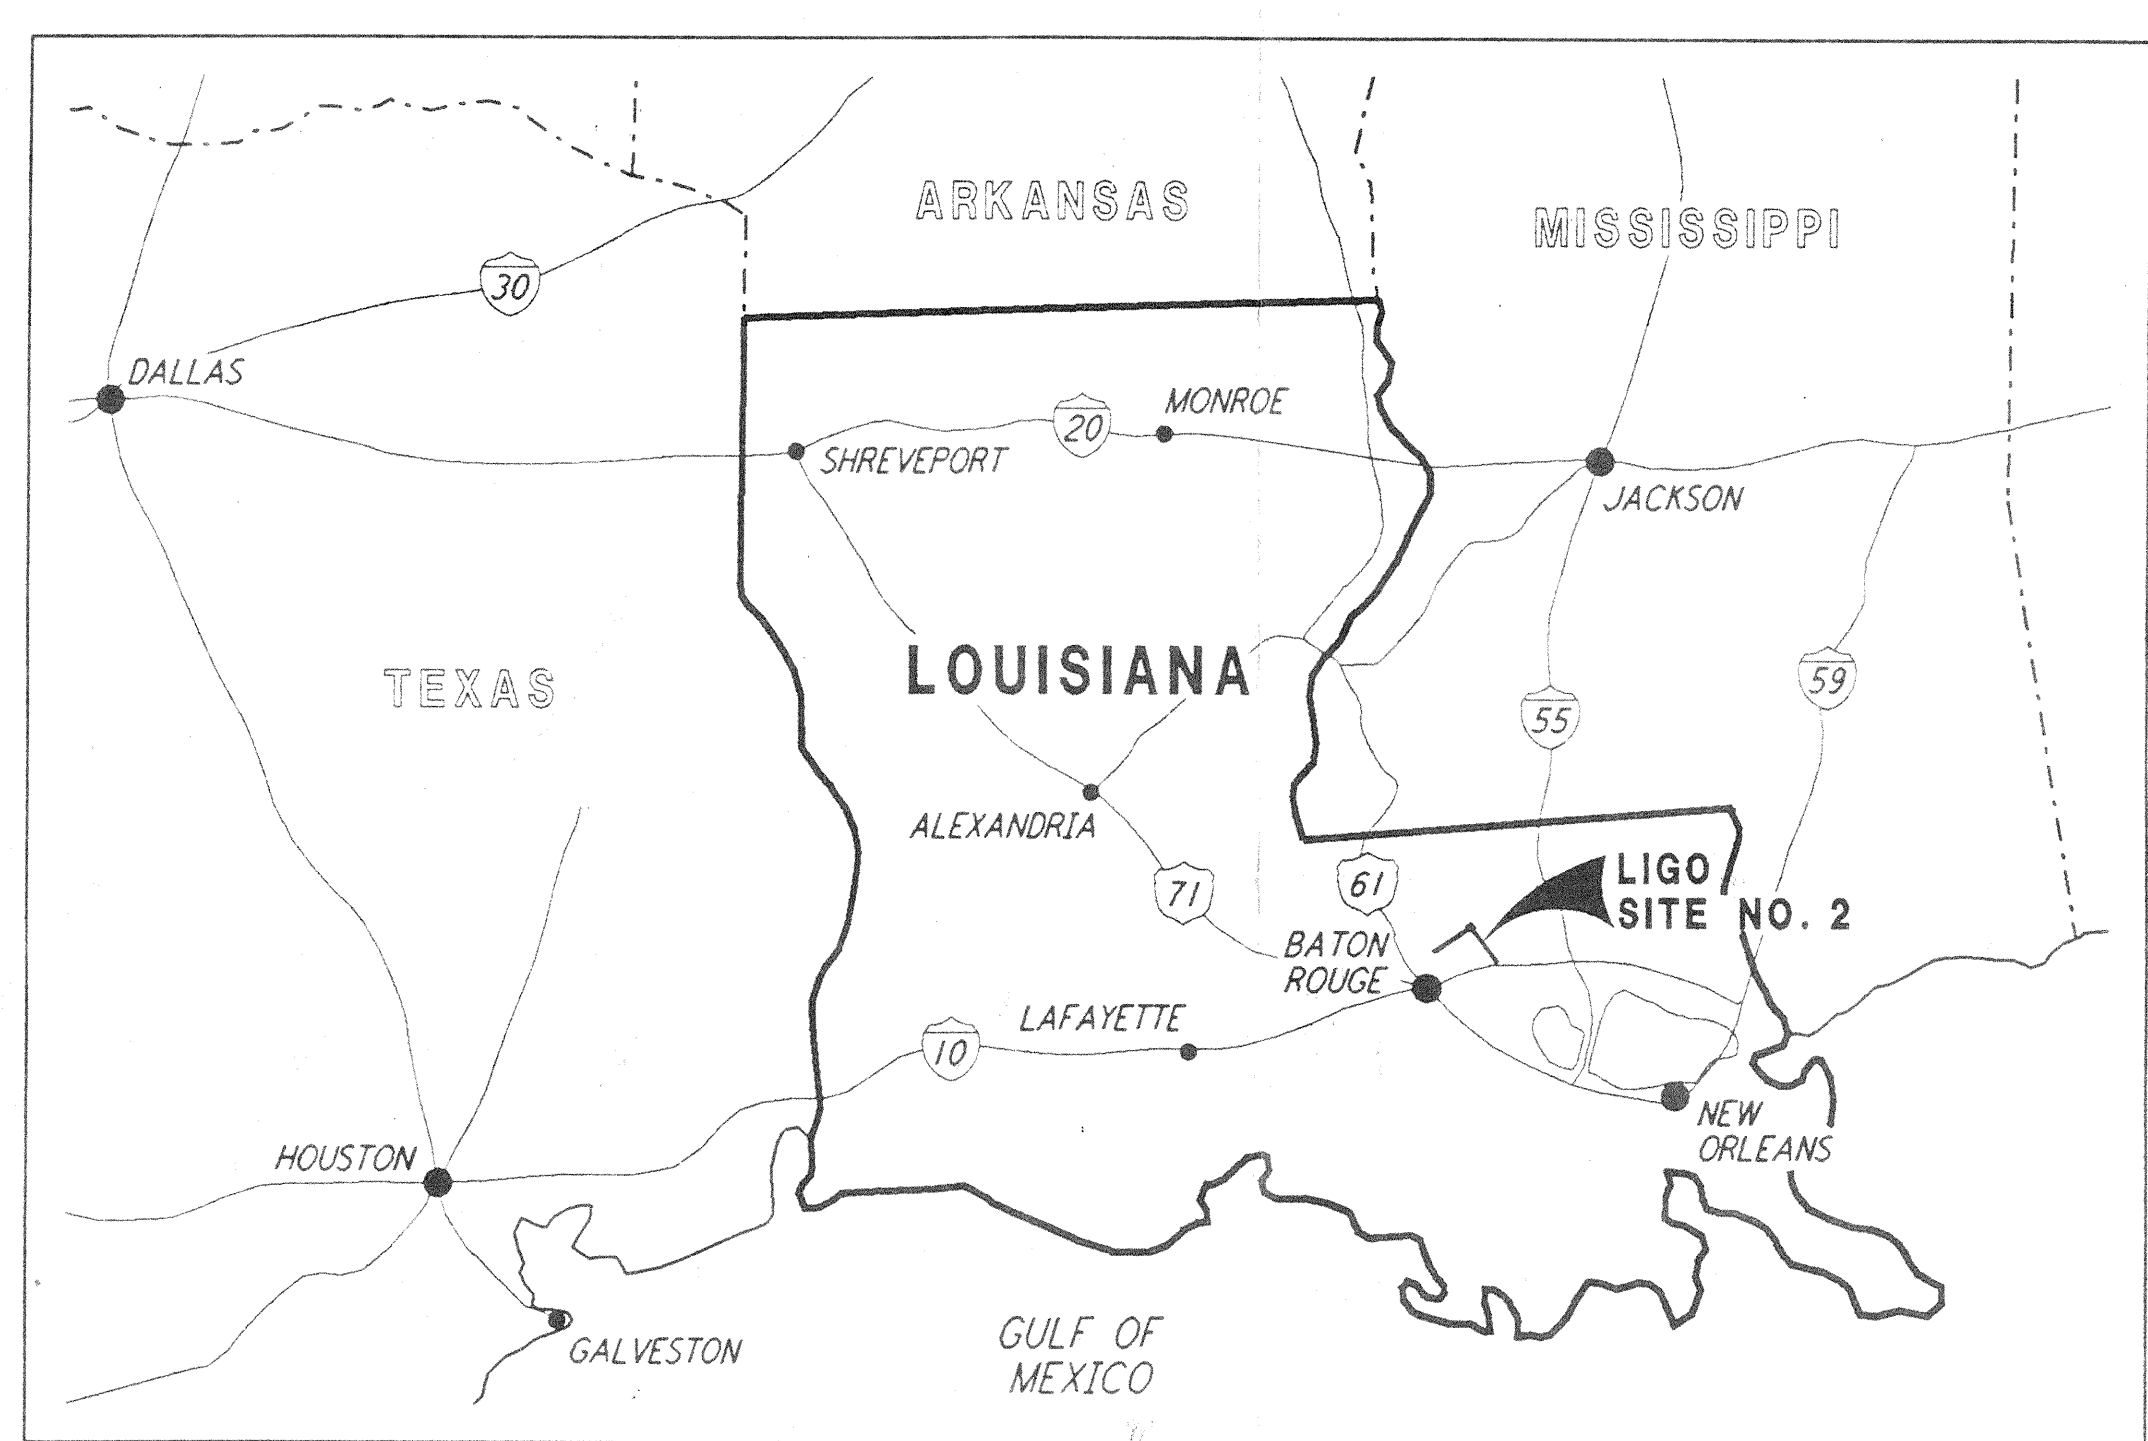 ARKANSAS
MISSISSIPPI
30
DALLAS
MONROE
20
SHREVEPORT
JACKSON
TEXAS
LOUISIANA
59
55
ALEXANDRIA
71
61
LIGO
SITE NO. 2
BATON
ROUGE
LAFAYETTE
10
NEW
ORLEANS
HOUSTON
GALVESTON
GULF OF
MEXICO